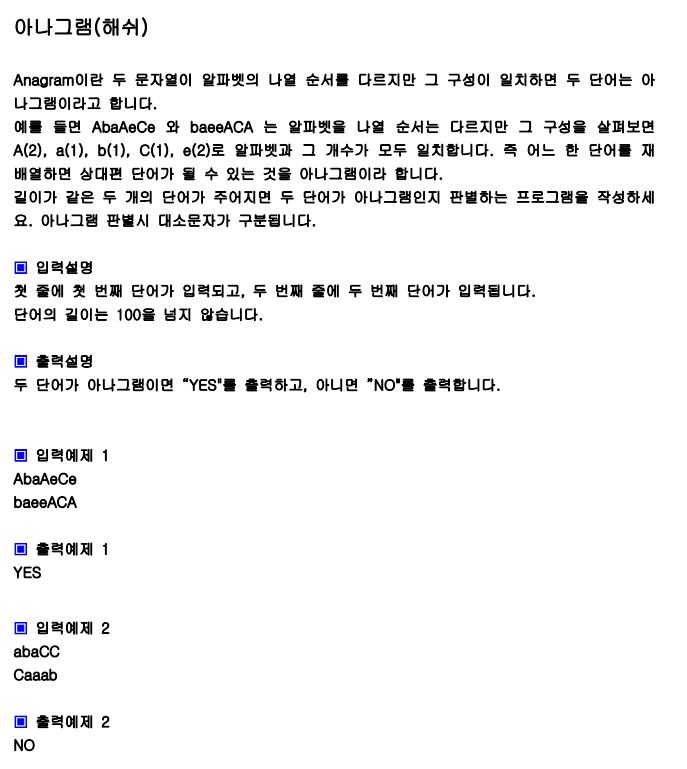 아나그램(해쉬)
Anagram이란 두 문자열이 알파벳의 나열 순서를 다르지만 그 구성이 일치하면 두 단어는 아
나그램이라고 합니다.
예를 들면 AbaAeCe 와 baeeACA 는 알파벳을 나열 순서는 다르지만 그 구성을 살펴보면
A(2), a(1), b(1), C(1), e(2)로 알파벳과 그 개수가 모두 일치합니다. 즉 어느 한 단어를 재
배열하면 상대편 단어가 될 수 있는 것을 아나그램이라 합니다.
길이가 같은 두 개의 단어가 주어지면 두 단어가 아나그램인지 판별하는 프로그램을 작성하세
요. 아나그램 판별시 대소문자가 구분됩니다.
▣ 입력설명
첫 줄에 첫 번째 단어가 입력되고, 두 번째 줄에 두 번째 단어가 입력됩니다.
단어의 길이는 100을 넘지 않습니다.
▣ 출력설명
두 단어가 아나그램이면 “YES"를 출력하고, 아니면 ”NO"를 출력합니다.
▣ 입력예제 1
AbaAeCe
baeeACA
▣ 출력예제 1
YES
▣ 입력예제 2
abaCC
Caaab
▣ 출력예제 2
NO